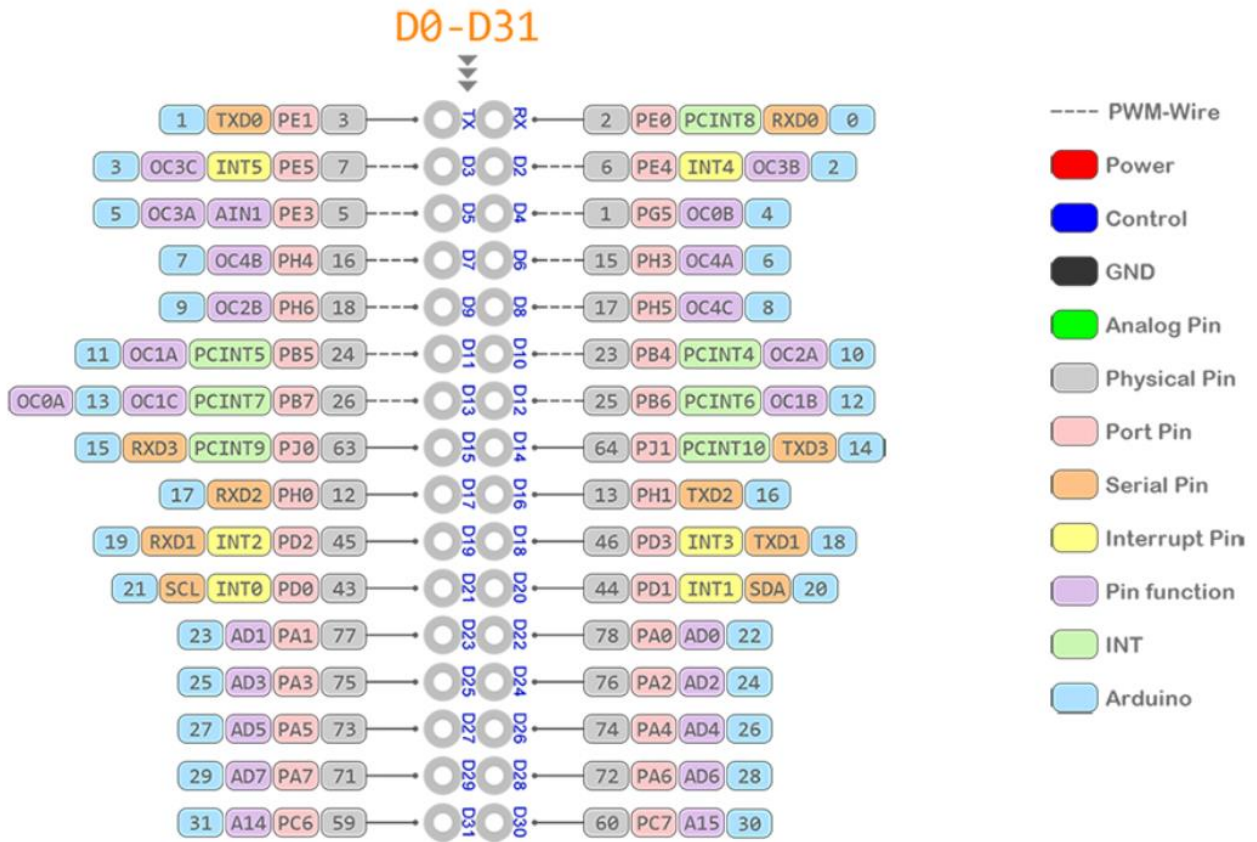 D0-D31
1 TXD0 PE1 3 TX RX 2 PE0 PCINT8 RXD0 0
3 OC3C INT5 PE5 7 D3 D2 6 PE4 INT4 OC3B 2
5 OC3A AIN1 PE3 5 D5 D4 1 PG5 OC0B 4
7 OC4B PH4 16 D7 D6 15 PH3 OC4A 6
9 OC2B PH6 18 D9 D8 17 PH5 OC4C 8
11 OC1A PCINT5 PB5 24 D11 D10 23 PB4 PCINT4 OC2A 10
OC0A 13 OC1C PCINT7 PB7 26 D13 D12 25 PB6 PCINT6 OC1B 12
15 RXD3 PCINT9 PJ0 63 D15 D14 64 PJ1 PCINT10 TXD3 14
17 RXD2 PH0 12 D17 D16 13 PH1 TXD2 16
19 RXD1 INT2 PD2 45 D19 D18 46 PD3 INT3 TXD1 18
21 SCL INT0 PD0 43 D21 D20 44 PD1 INT1 SDA 20
23 AD1 PA1 77 D23 D22 78 PA0 AD0 22
25 AD3 PA3 75 D25 D24 76 PA2 AD2 24
27 AD5 PA5 73 D27 D26 74 PA4 AD4 26
29 AD7 PA7 71 D29 D28 72 PA6 AD6 28
31 A14 PC6 59 D31 D30 60 PC7 A15 30
PWM-Wire
Power
Control
GND
Analog Pin
Physical Pin
Port Pin
Serial Pin
Interrupt Pin
Pin function
INT
Arduino